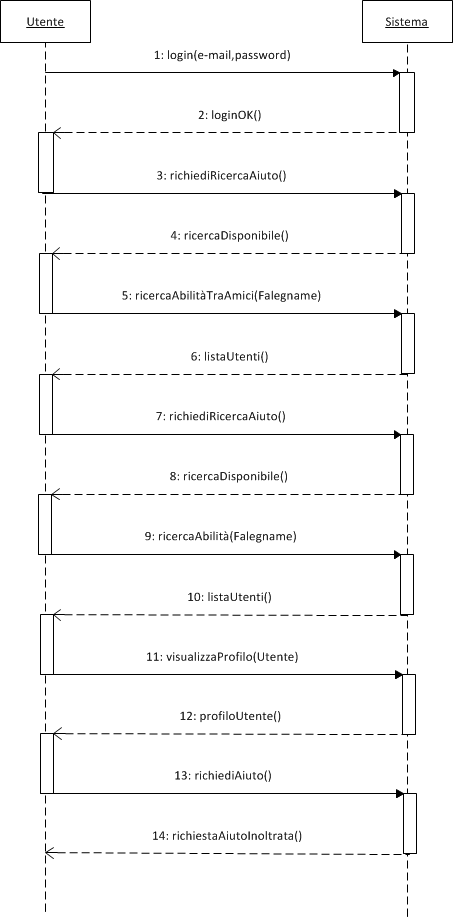 Utente
Sistema
1: login(e-mail,password)
2: loginOK()
3: richiediRicercaAiuto()
4: ricercaDisponibile()
5: ricercaAbilitàTraAmici(Falegname)
6: listaUtenti()
7: richiediRicercaAiuto()
8: ricercaDisponibile()
9: ricercaAbilità(Falegname)
10: listaUtenti()
11: visualizzaProfilo(Utente)
12: profiloUtente()
13: richiediAiuto()
14: richiestaAiutoInoltrata()